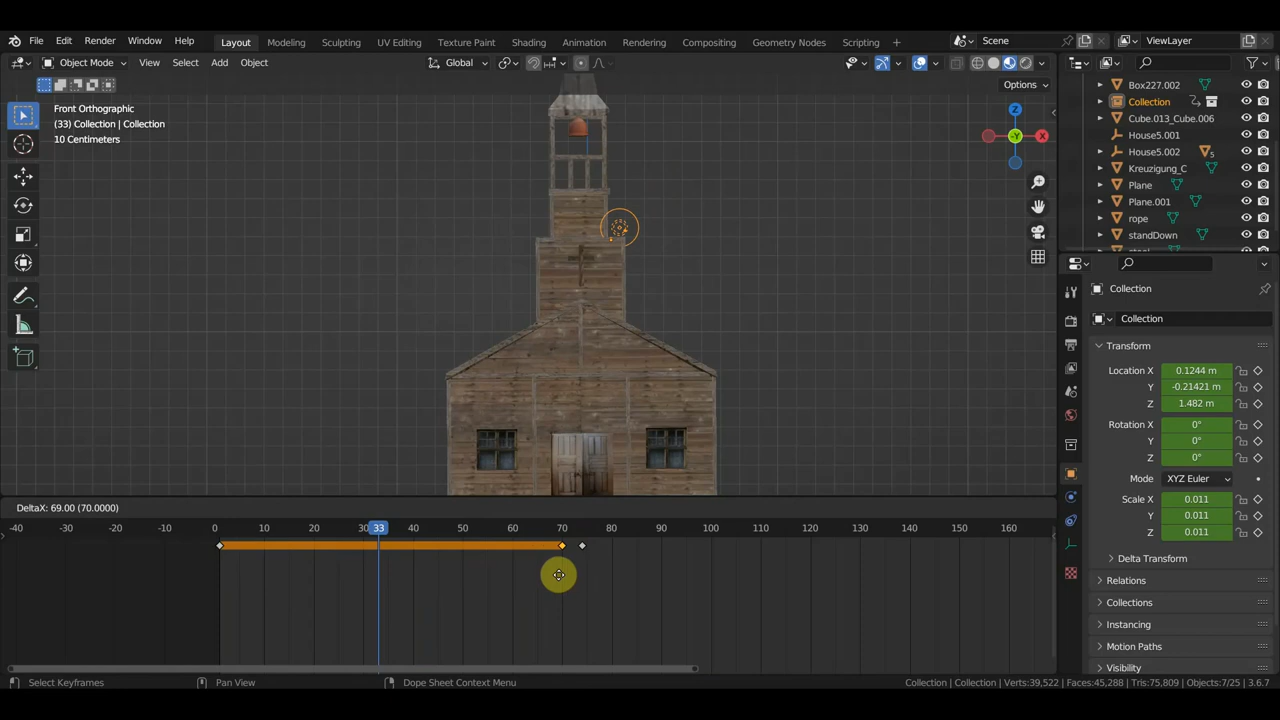 File Edit Render Window Help Layout Modeling Sculpting UV Editing Texture Paint Shading Animation Rendering Compositing Geometry Nodes Scripting + Scene ViewLayer
Object Mode View Select Add Object Global
Options
Front Orthographic
(33) Collection | Collection
10 Centimeters
Z
X
-Y
Box227.002
Collection
Cube.013_Cube.006
House5.001
House5.002 5
Kreuzigung_C
Plane
Plane.001
rope
standDown
Collection
Collection
Transform
Location X 0.1244 m
Y -0.21421 m
Z 1.482 m
Rotation X 0°
Y 0°
Z 0°
Mode XYZ Euler
Scale X 0.011
Y 0.011
Z 0.011
Delta Transform
Relations
Collections
Instancing
Motion Paths
Visibility
DeltaX: 69.00 (70.0000)
-30 -20 -10 0 10 20 30 33 40 50 60 70 80 90 100 110 120 130 140 150 160
Select Keyframes Pan View Dope Sheet Context Menu Collection | Collection | Verts:39,522 | Faces:45,288 | Tris:75,809 | Objects:7/25 | 3.6.7